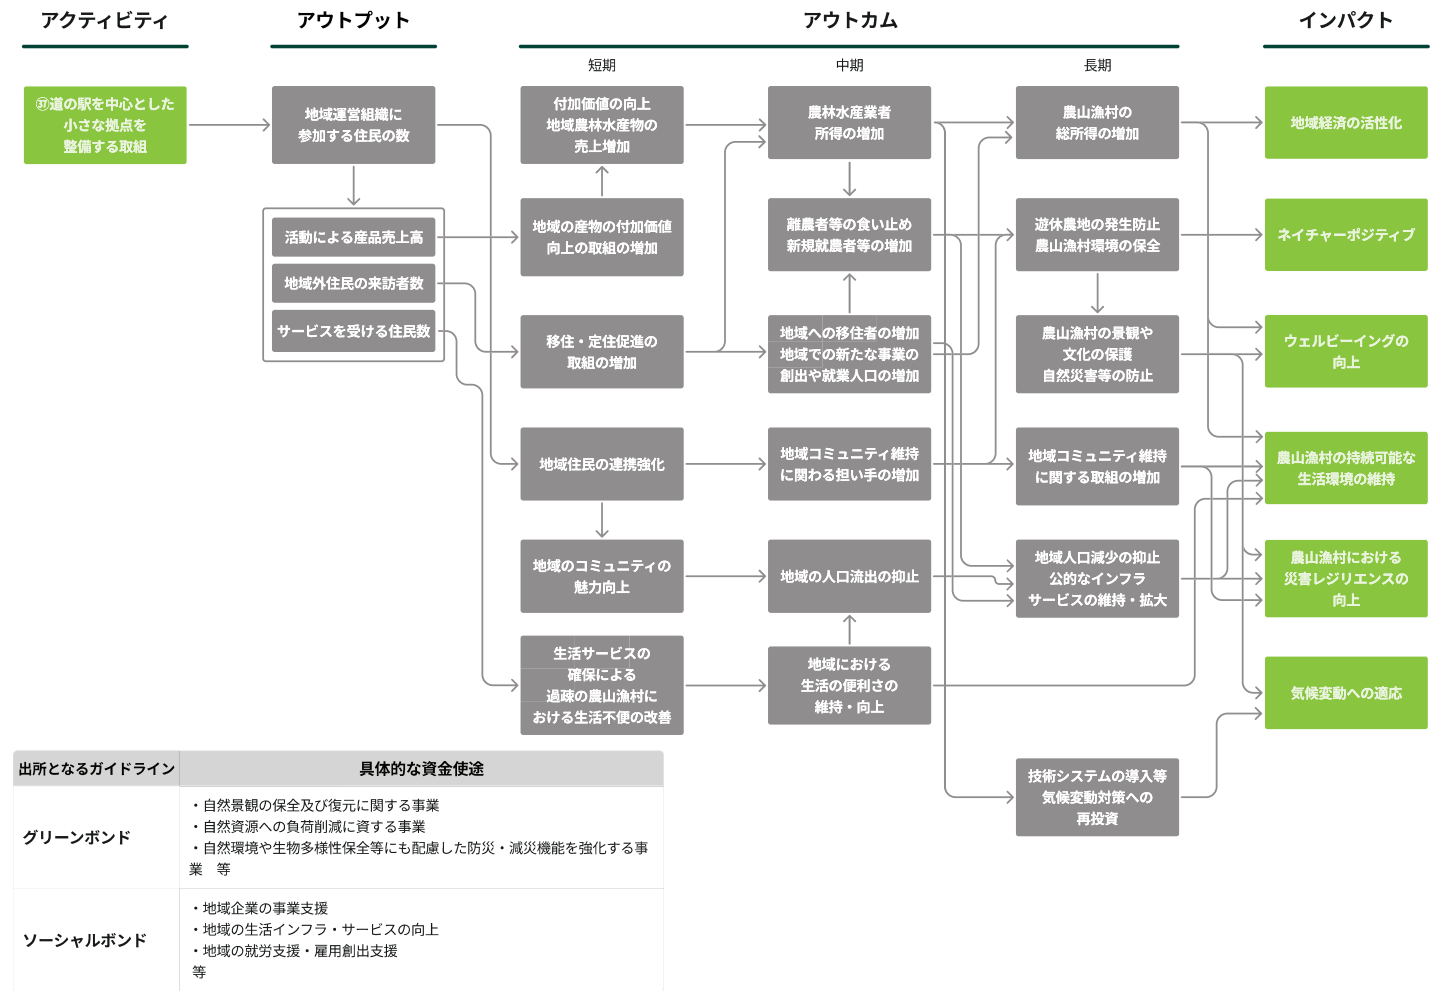 アクティビティ
アウトプット
アウトカム
インパクト
短期
中期
長期
㊲道の駅を中心とした
小さな拠点を
整備する取組
地域運営組織に
参加する住民の数
活動による産品売上高
地域外住民の来訪者数
サービスを受ける住民数
付加価値の向上
地域農林水産物の
売上増加
地域の産物の付加価値
向上の取組の増加
移住・定住促進の
取組の増加
地域住民の連携強化
地域のコミュニティの
魅力向上
生活サービスの
確保による
過疎の農山漁村に
おける生活不便の改善
農林水産業者
所得の増加
離農者等の食い止め
新規就農者等の増加
地域への移住者の増加
地域での新たな事業の
創出や就業人口の増加
地域コミュニティ維持
に関わる担い手の増加
地域の人口流出の抑止
地域における
生活の便利さの
維持・向上
農山漁村の
総所得の増加
遊休農地の発生防止
農山漁村環境の保全
農山漁村の景観や
文化の保護
自然災害等の防止
地域コミュニティ維持
に関する取組の増加
地域人口減少の抑止
公的なインフラ
サービスの維持・拡大
技術システムの導入等
気候変動対策への
再投資
地域経済の活性化
ネイチャーポジティブ
ウェルビーイングの
向上
農山漁村の持続可能な
生活環境の維持
農山漁村における
災害レジリエンスの
向上
気候変動への適応
出所となるガイドライン
具体的な資金使途
グリーンボンド
・自然景観の保全及び復元に関する事業
・自然資源への負荷削減に資する事業
・自然環境や生物多様性保全等にも配慮した防災・減災機能を強化する事
業　等
ソーシャルボンド
・地域企業の事業支援
・地域の生活インフラ・サービスの向上
・地域の就労支援・雇用創出支援
等